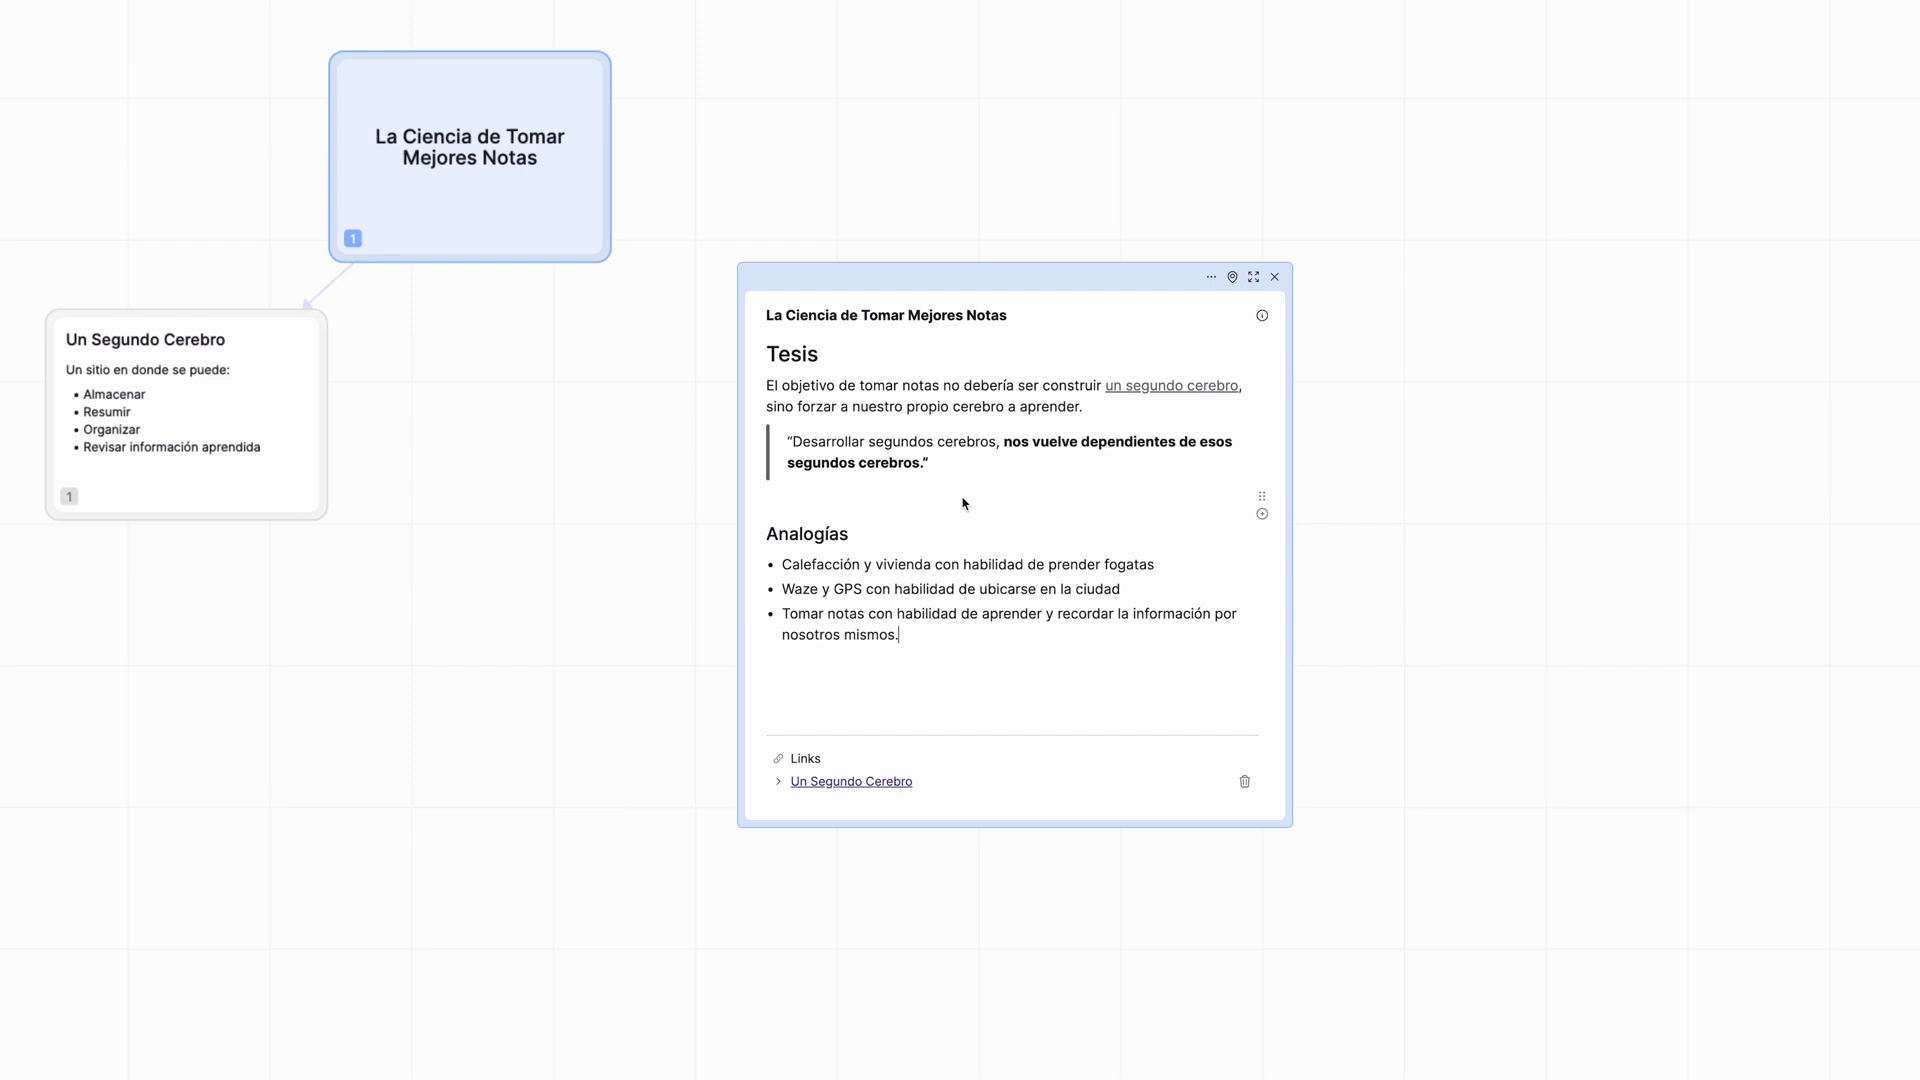 La Ciencia de Tomar
Mejores Notas
1
Un Segundo Cerebro
Un sitio en donde se puede:
• Almacenar
• Resumir
• Organizar
• Revisar información aprendida
1
La Ciencia de Tomar Mejores Notas
Tesis
El objetivo de tomar notas no debería ser construir un segundo cerebro,
sino forzar a nuestro propio cerebro a aprender.
“Desarrollar segundos cerebros, nos vuelve dependientes de esos
segundos cerebros.”
Analogías
• Calefacción y vivienda con habilidad de prender fogatas
• Waze y GPS con habilidad de ubicarse en la ciudad
• Tomar notas con habilidad de aprender y recordar la información por
nosotros mismos.
Links
Un Segundo Cerebro